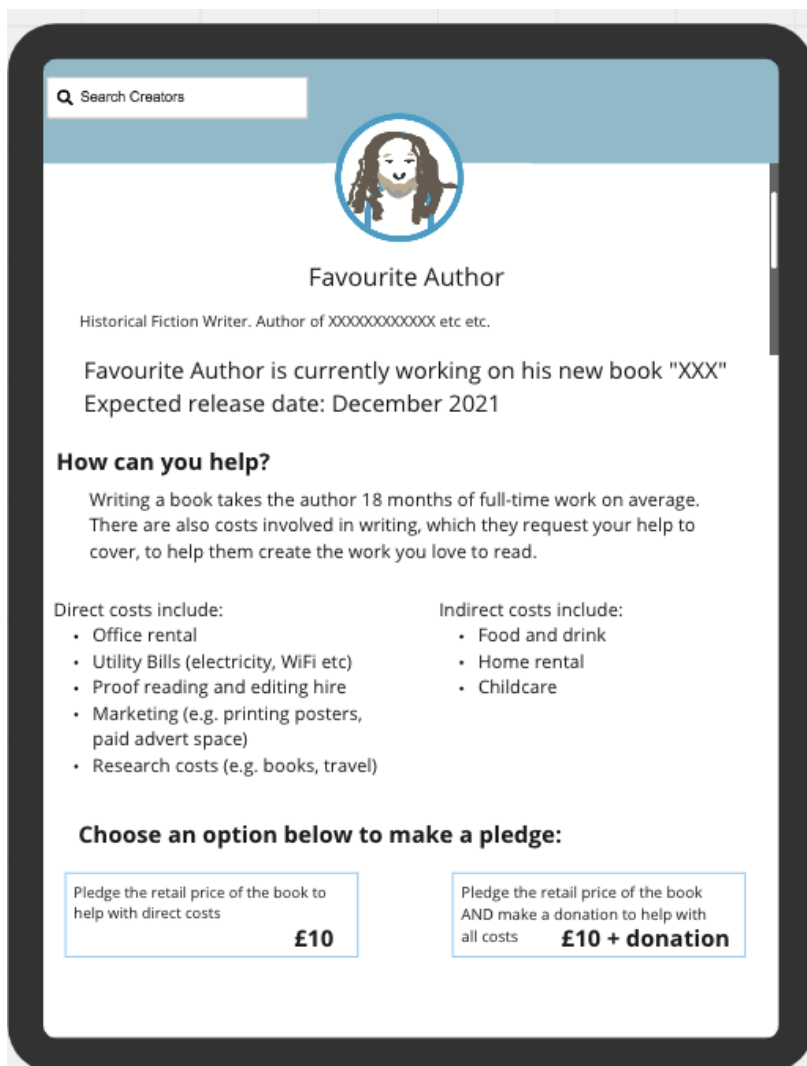 Search Creators
Favourite Author
Historical Fiction Writer. Author of XXXXXXXXXXXX etc etc.
Favourite Author is currently working on his new book "XXX"
Expected release date: December 2021
How can you help?
Writing a book takes the author 18 months of full-time work on average.
There are also costs involved in writing, which they request your help to
cover, to help them create the work you love to read.
Direct costs include:
• Office rental
• Utility Bills (electricity, WiFi etc)
• Proof reading and editing hire
• Marketing (e.g. printing posters,
paid advert space)
• Research costs (e.g. books, travel)
Indirect costs include:
• Food and drink
• Home rental
• Childcare
Choose an option below to make a pledge:
Pledge the retail price of the book to
help with direct costs
£10
Pledge the retail price of the book
AND make a donation to help with
all costs £10 + donation